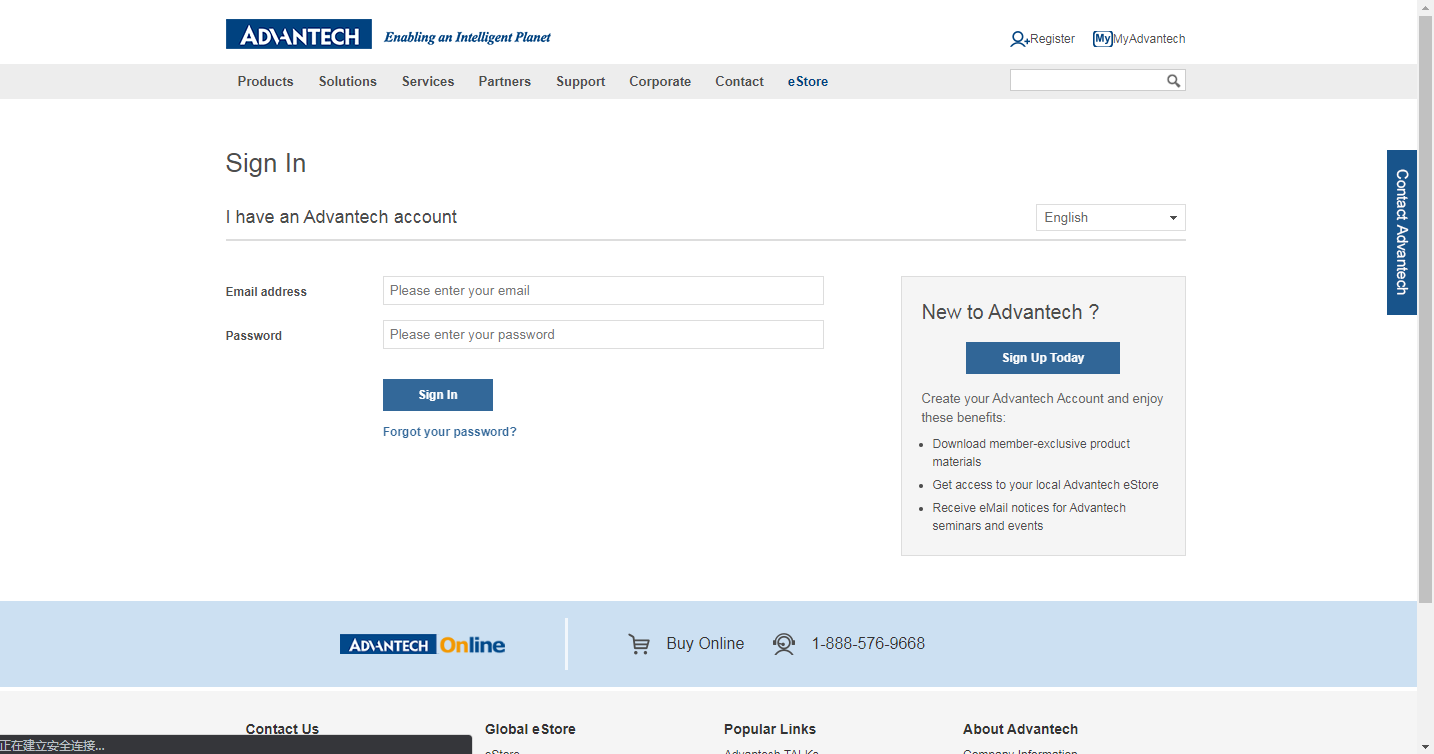 ADVANTECH Enabling an Intelligent Planet
Register MyMyAdvantech
Products Solutions Services Partners Support Corporate Contact eStore
Sign In
I have an Advantech account
English
Email address
Please enter your email
Password
Please enter your password
Sign In
Forgot your password?
New to Advantech ?
Sign Up Today
Create your Advantech Account and enjoy
these benefits:
Download member-exclusive product
materials
Get access to your local Advantech eStore
Receive eMail notices for Advantech
seminars and events
Contact Advantech
ADVANTECH Online
Buy Online 1-888-576-9668
Contact Us Global eStore Popular Links About Advantech
eStore Advantech TALKs Company Information
正在建立安全连接...